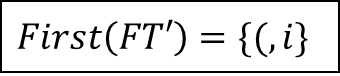 First(FT′) = {(,i}